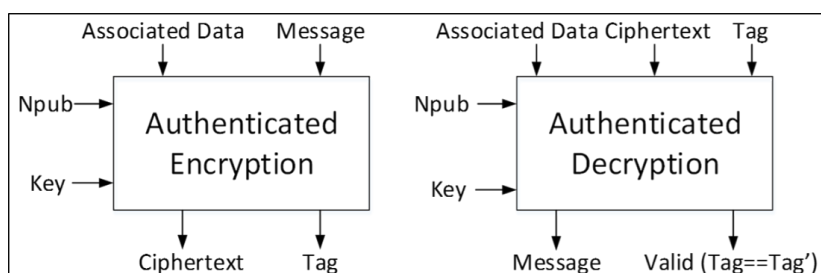 Associated Data Message
Npub
Authenticated
Encryption
Key
Ciphertext Tag
Associated Data Ciphertext Tag
Npub
Authenticated
Decryption
Key
Message Valid (Tag==Tag’)